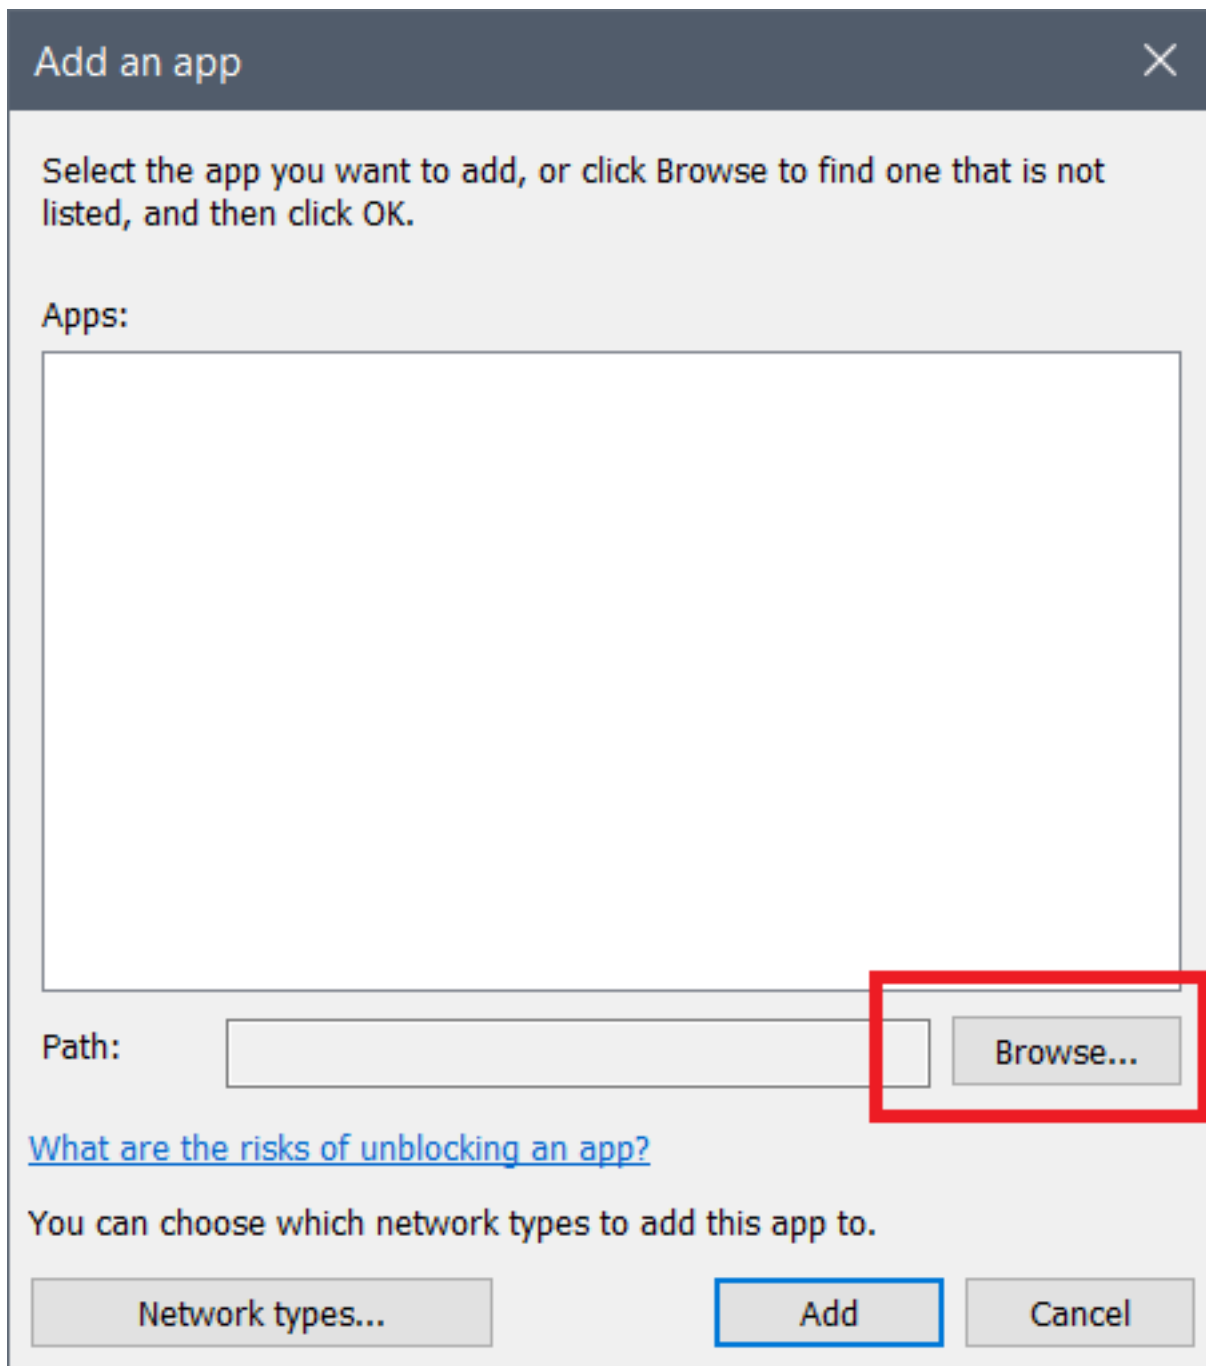 Add an app
Select the app you want to add, or click Browse to find one that is not
listed, and then click OK.
Apps:
Path:
Browse...
What are the risks of unblocking an app?
You can choose which network types to add this app to.
Network types...
Add
Cancel